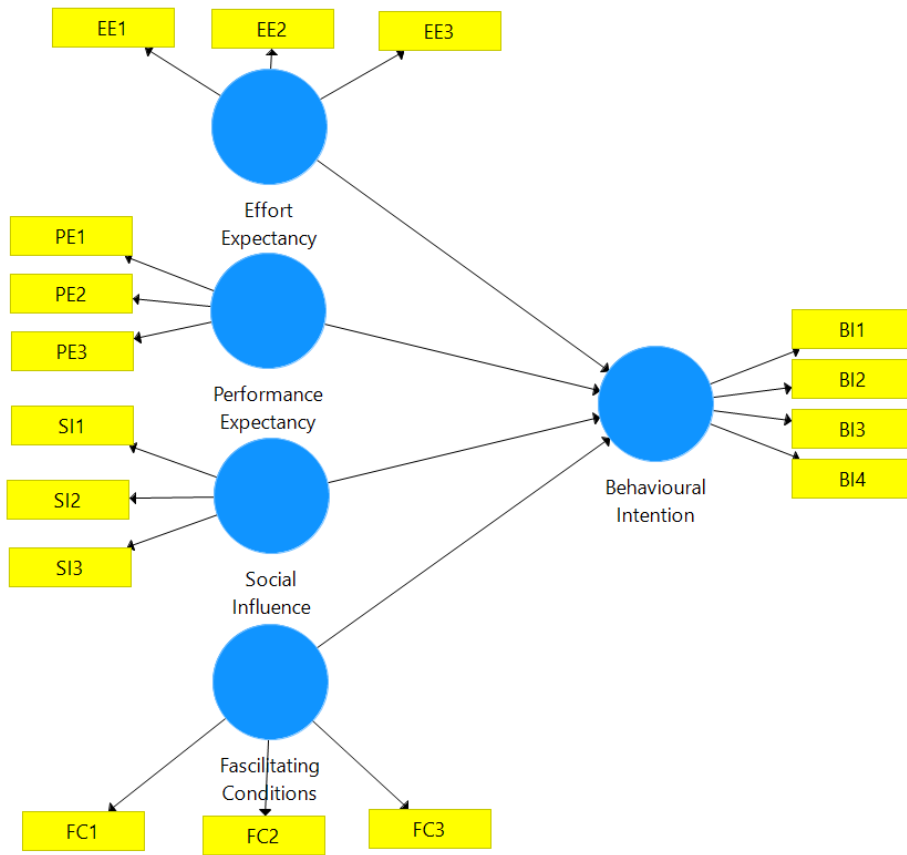 EE1
EE2
EE3
Effort
Expectancy
PE1
PE2
PE3
Performance
Expectancy
SI1
SI2
SI3
Social
Influence
Fascilitating
Conditions
FC1
FC2
FC3
BI1
BI2
BI3
BI4
Behavioural
Intention